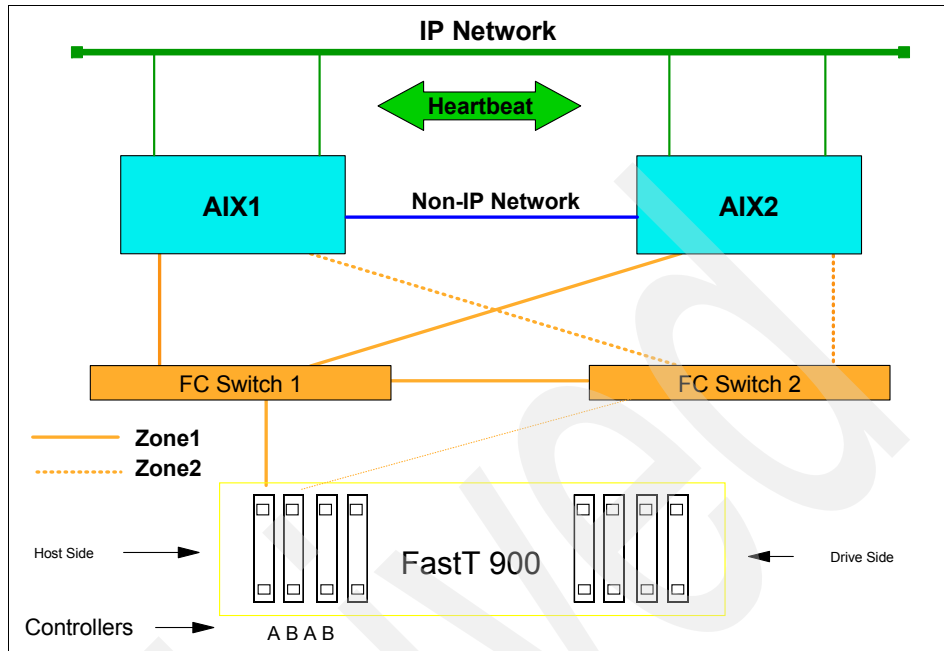 IP Network
Heartbeat
AIX1
Non-IP Network
AIX2
FC Switch 1
FC Switch 2
Zone1
Zone2
Host Side
FastT 900
Drive Side
Controllers
A B A B